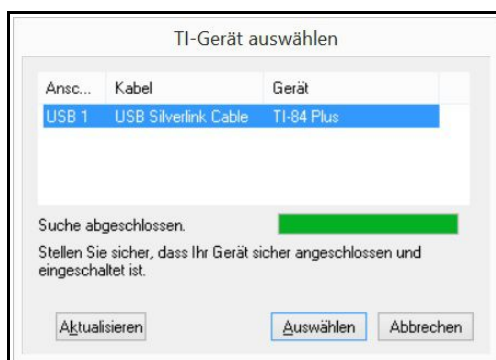 TI-Gerät auswählen
Ansc... Kabel Gerät
USB 1 USB Silverlink Cable TI-84 Plus
Suche abgeschlossen.
Stellen Sie sicher, dass Ihr Gerät sicher angeschlossen und
eingeschaltet ist.
Aktualisieren Auswählen Abbrechen